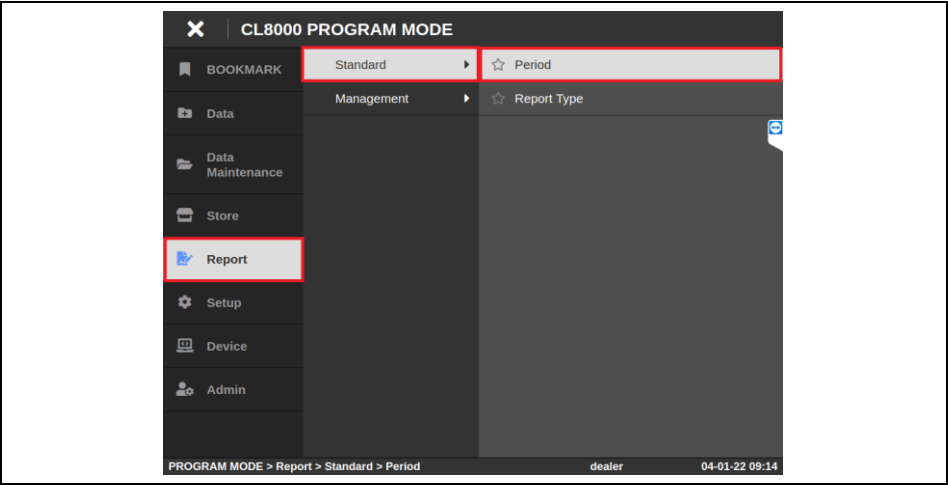 CL8000 PROGRAM MODE
BOOKMARK
Data
Data
Maintenance
Store
Report
Setup
Device
Admin
Standard
Management
Period
Report Type
PROGRAM MODE > Report > Standard > Period
dealer
04-01-22 09:14